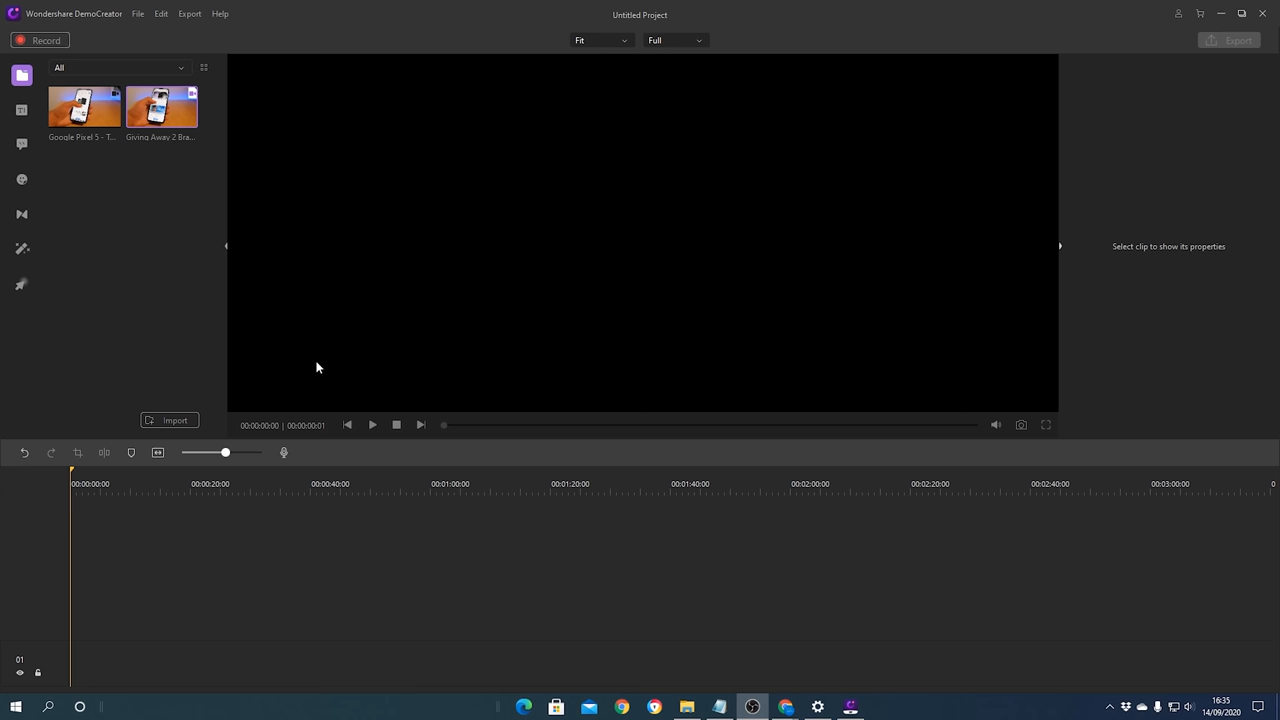 Wondershare DemoCreator File Edit Export Help
Untitled Project
Record
Fit
Full
Export
All
Google Pixel 5 - T...
Giving Away 2 Bra...
Select clip to show its properties
Import
00:00:00:00 | 00:00:00:01
00:00:00:00 00:00:20:00 00:00:40:00 00:01:00:00 00:01:20:00 00:01:40:00 00:02:00:00 00:02:20:00 00:02:40:00 00:03:00:00 0
01
16:35
14/09/2020